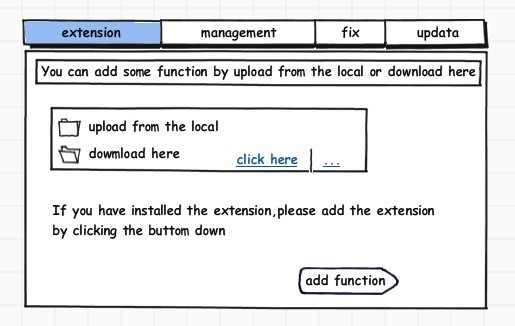 extension management fix updata
You can add some function by upload from the local or download here
upload from the local
dowmload here click here | ...
If you have installed the extension,please add the extension
by clicking the buttom down
add function